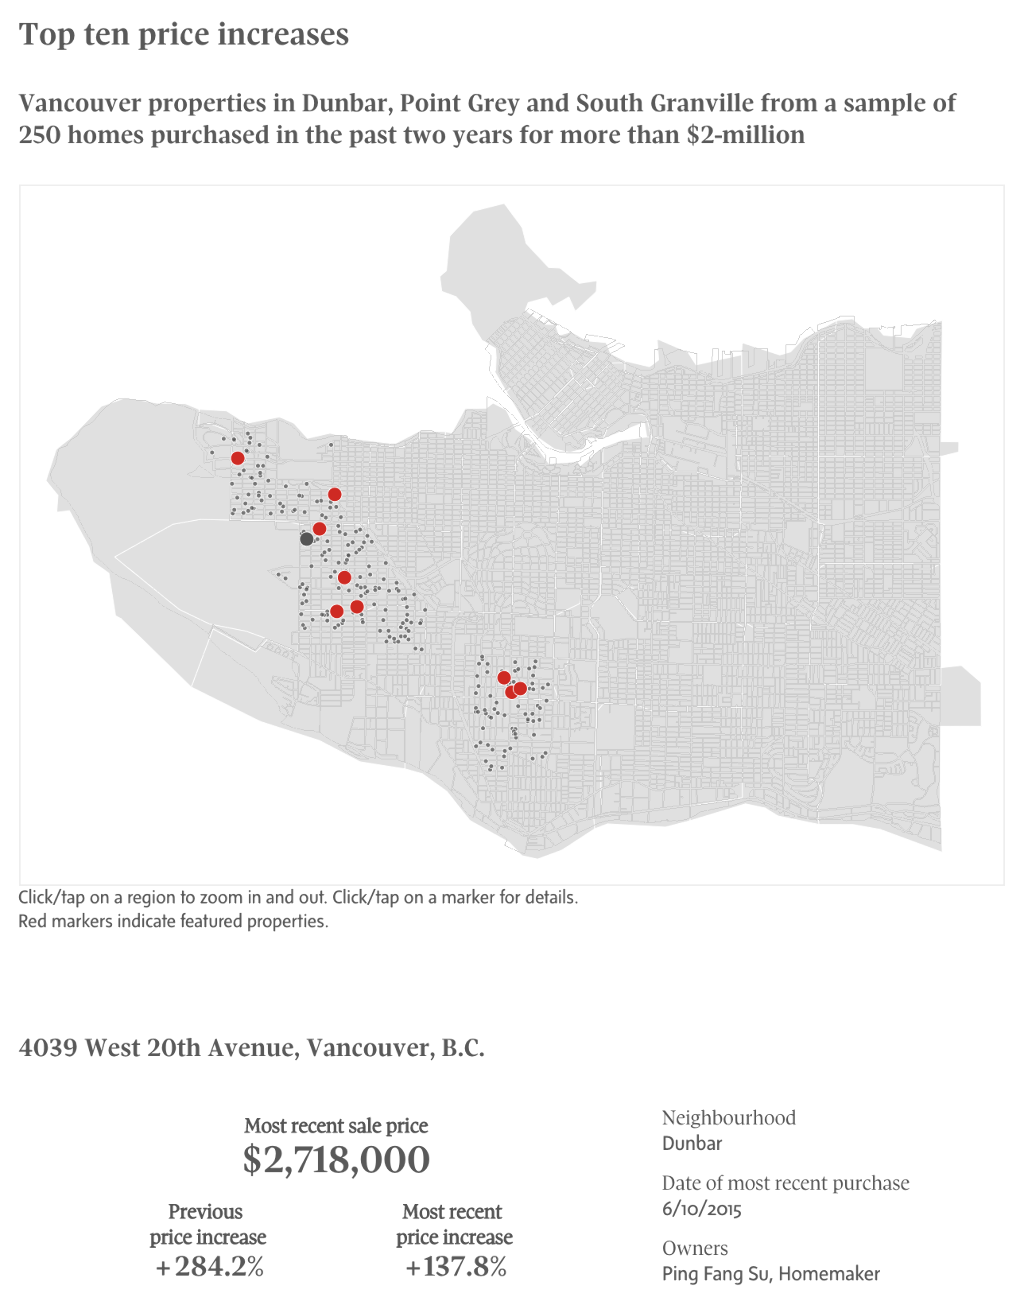 Top ten price increases
Vancouver properties in Dunbar, Point Grey and South Granville from a sample of
250 homes purchased in the past two years for more than $2-million
Click/tap on a region to zoom in and out. Click/tap on a marker for details.
Red markers indicate featured properties.
4039 West 20th Avenue, Vancouver, B.C.
Most recent sale price
$2,718,000
Previous
price increase
+284.2%
Most recent
price increase
+137.8%
Neighbourhood
Dunbar
Date of most recent purchase
6/10/2015
Owners
Ping Fang Su, Homemaker